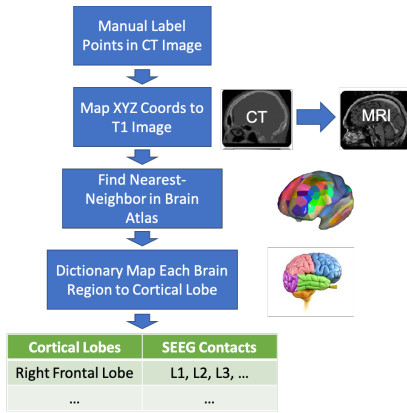 Manual Label
Points in CT Image
Map XYZ Coords to
T1 Image
CT
MRI
Find Nearest-
Neighbor in Brain
Atlas
Dictionary Map Each Brain
Region to Cortical Lobe
Cortical Lobes SEEG Contacts
Right Frontal Lobe L1, L2, L3, ...
... ...